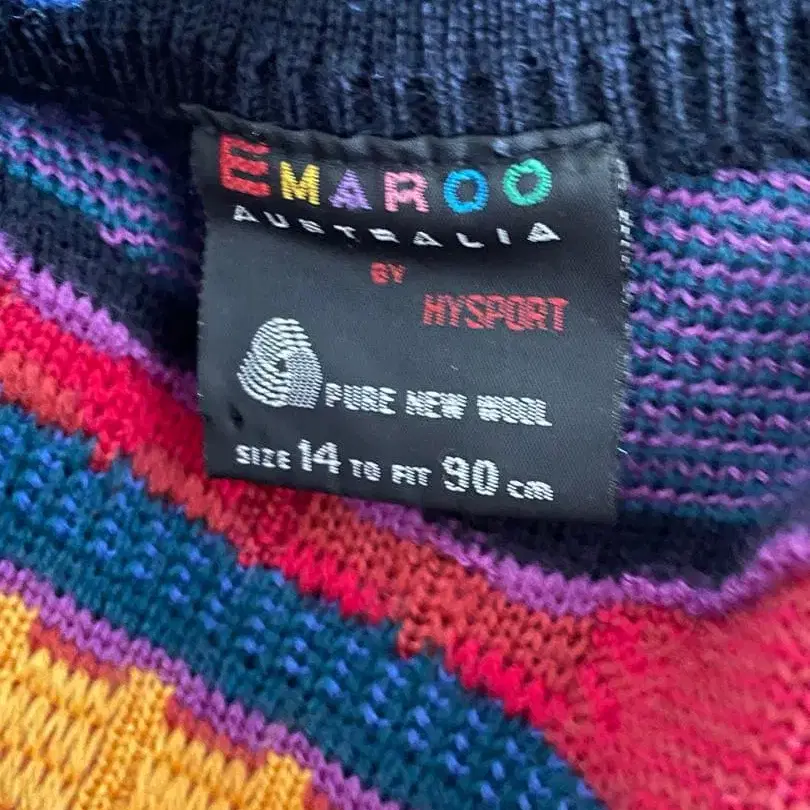 EMAROO
AUSTRALIA
BY
HYSPORT
PURE NEW WOOL
SIZE 14 TO FIT 90 cm